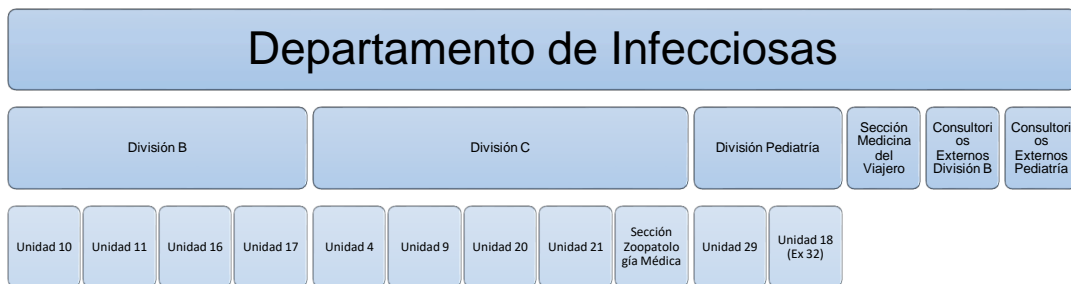 Departamento de Infecciosas
División B
División C
División Pediatría
Sección
Medicina
del
Viajero
Consultori
os
Externos
División B
Consultori
os
Externos
Pediatría
Unidad 10
Unidad 11
Unidad 16
Unidad 17
Unidad 4
Unidad 9
Unidad 20
Unidad 21
Sección
Zoopatolo
gía Médica
Unidad 29
Unidad 18
(Ex 32)